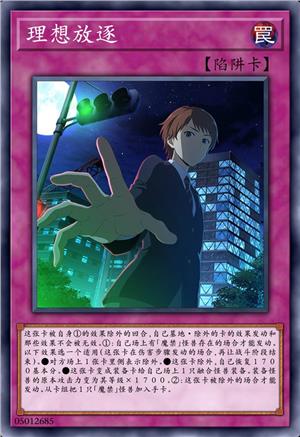 理想放逐
罠
【陷阱卡】
这张卡被自身①的效果除外的回合,自己墓地·除外的卡的效果发动和
那些效果不会被无效。①:自己场上有「魔禁」怪兽存在的场合才能发动。
以下效果选一个适用(这张卡在伤害步骤发动的场合,再让战斗阶段结
束)。●对方场上1张卡里侧表示除外。●这张卡除外,自己恢复1700
基本分。●这张卡变成装备卡给自己场上1只融合怪兽装备。装备怪
兽的原本攻击力变为其等级×1700。②:这张卡被除外的场合才能发
动。从卡组把1只「魔禁」怪兽加入手卡。
05012685